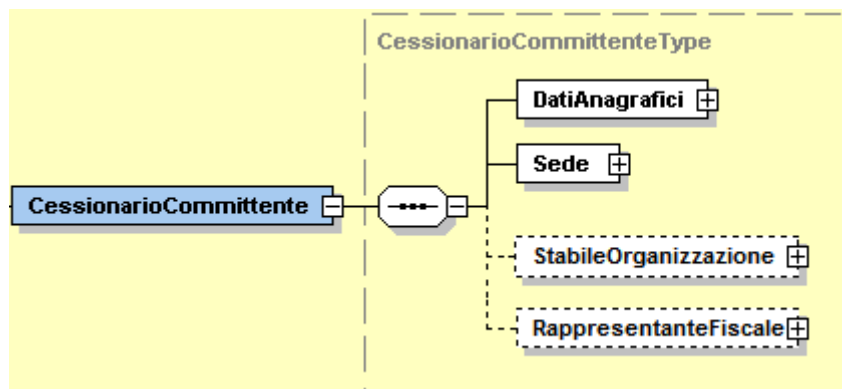 CessionarioCommittenteType
DatiAnagrafici
Sede
CessionarioCommittente
StabileOrganizzazione
RappresentanteFiscale